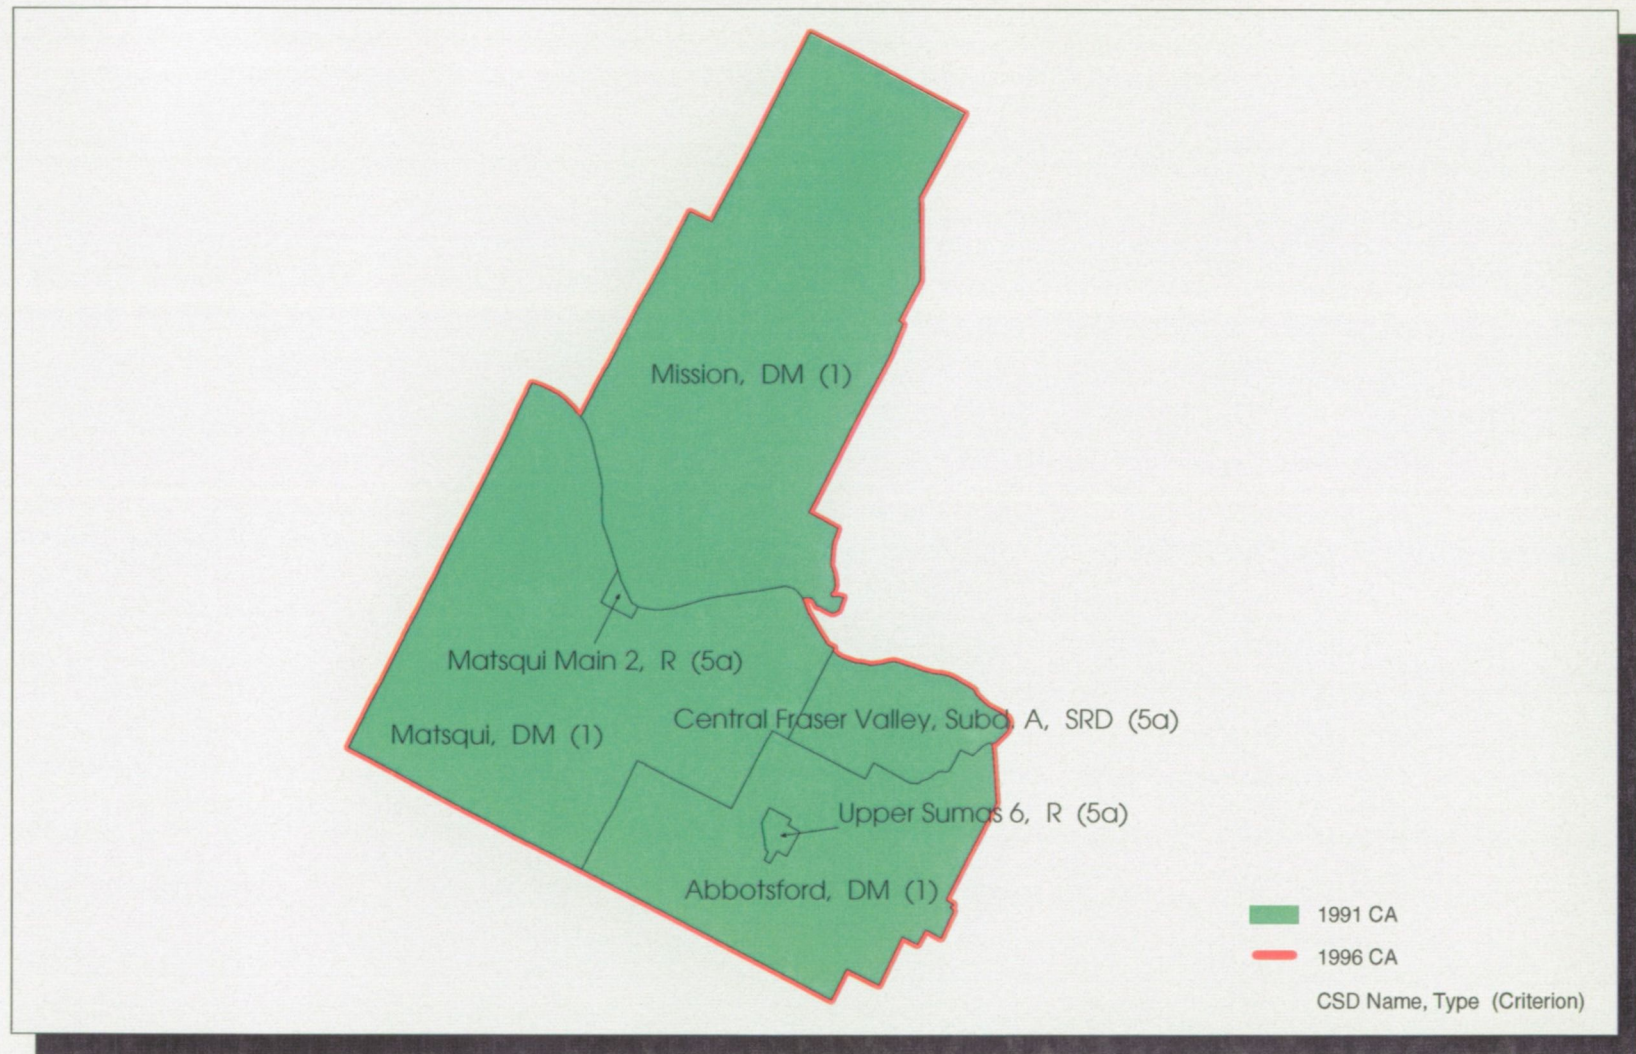 Mission, DM (1)
Matsqui Main 2, R (5a)
Central Fraser Valley, Subd. A, SRD (5a)
Matsqui, DM (1)
Upper Sumas 6, R (5a)
Abbotsford, DM (1)
1991 CA
1996 CA
CSD Name, Type (Criterion)